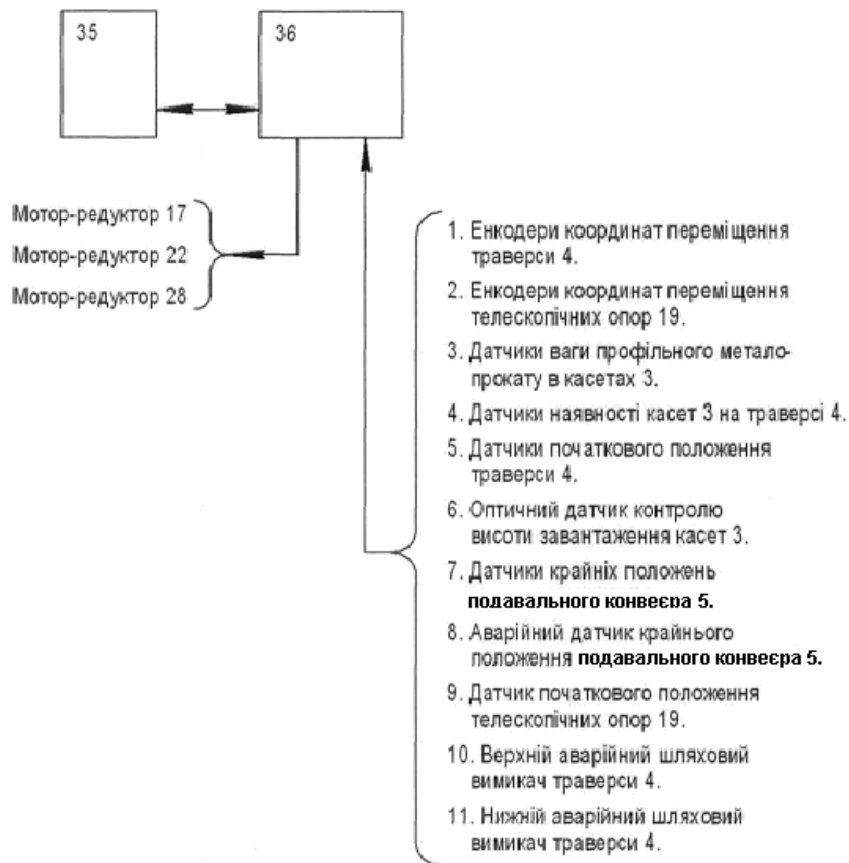 35
36
Мотор-редуктор 17
Мотор-редуктор 22
Мотор-редуктор 28
1. Енкодери координат переміщення
траверси 4.
2. Енкодери координат переміщення
телескопічних опор 19.
3. Датчики ваги профільного метало-
прокату в касетах 3.
4. Датчики наявності касет 3 на траверсі 4.
5. Датчики початкового положення
траверси 4.
6. Оптичний датчик контролю
висоти завантаження касет 3.
7. Датчики крайніх положень
подавального конвеєра 5.
8. Аварійний датчик крайнього
положення подавального конвеєра 5.
9. Датчик початкового положення
телескопічних опор 19.
10. Верхній аварійний шляховий
вимикач траверси 4.
11. Нижній аварійний шляховий
вимикач траверси 4.